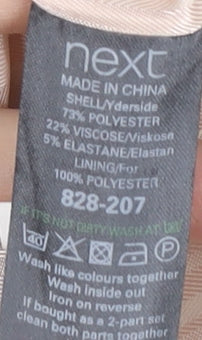 next
MADE IN CHINA
SHELL/Yderside
73% POLYESTER
22% VISCOSE/Viskose
5% ELASTANE/Elastan
LINING/For
100% POLYESTER
828-207
IF IT'S NOT DIRTY WASH AT
40 P
Wash like colours together
Wash inside out
Iron on reverse
If bought as a 2-part set
clean both parts together